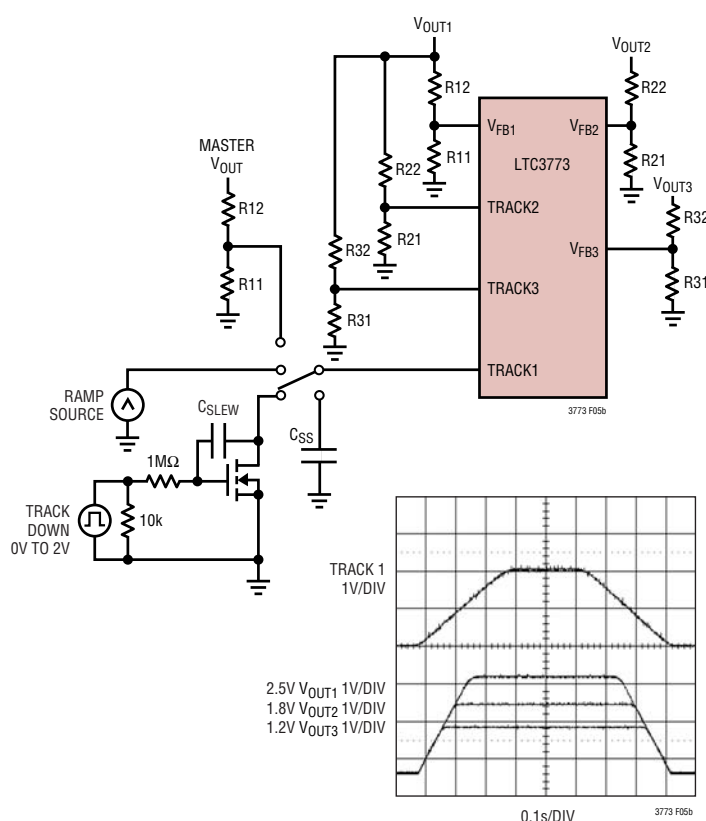 VOUT1
R12
VOUT2
R22
VFB1
VFB2
MASTER
VOUT
R22
R11
LTC3773
R21
VOUT3
R12
TRACK2
R32
R32
R21
VFB3
R11
TRACK3
R31
R31
TRACK1
RAMP
SOURCE
3773 F05b
CSLEW
CSS
1MΩ
TRACK
DOWN
0V TO 2V
10k
TRACK 1
1V/DIV
2.5V VOUT1 1V/DIV
1.8V VOUT2 1V/DIV
1.2V VOUT3 1V/DIV
0.1s/DIV
3773 F05b